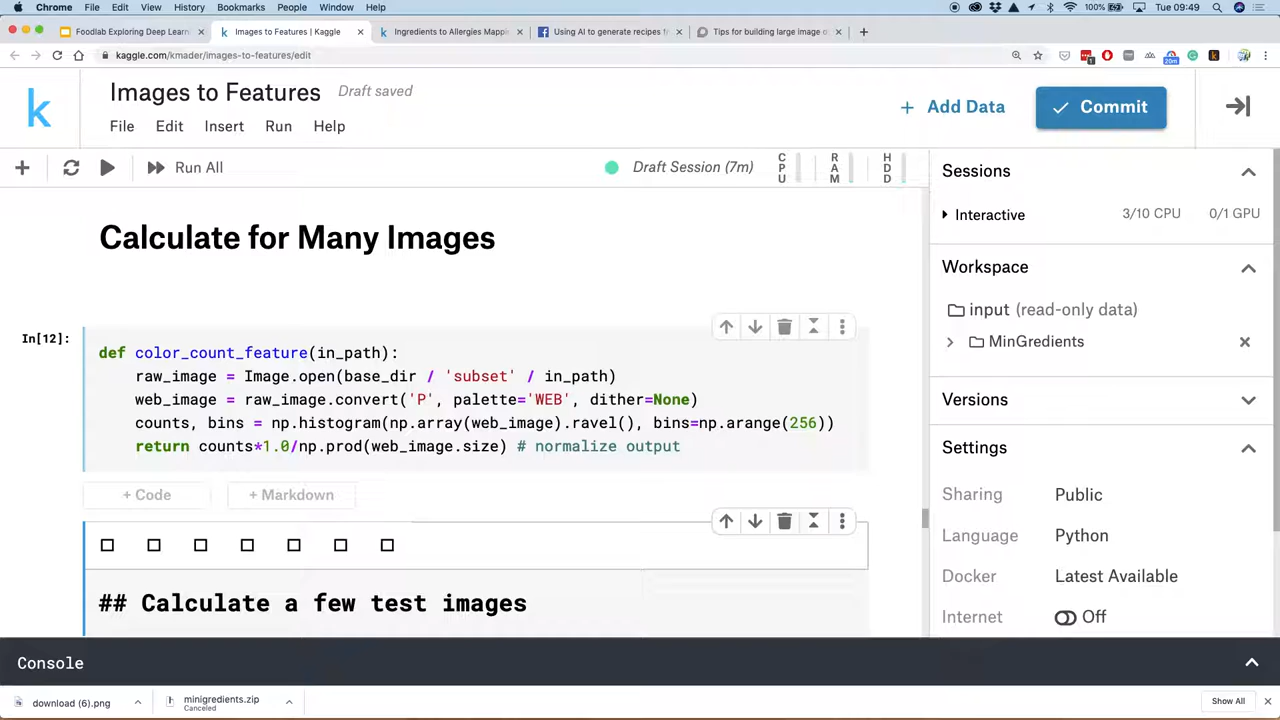 Chrome File Edit View History Bookmarks People Window Help 100% Tue 09:49
Foodlab Exploring Deep Learni Images to Features | Kaggle Ingredients to Allergies Mappi Using AI to generate recipes f Tips for building large image d
kaggle.com/kmader/images-to-features/edit
Images to Features Draft saved
File Edit Insert Run Help
+ Add Data
Commit
Run All
Draft Session (7m)
CPU
RAM
HDD
Calculate for Many Images
In[12]:
def color_count_feature(in_path):
raw_image = Image.open(base_dir / 'subset' / in_path)
web_image = raw_image.convert('P', palette='WEB', dither=None)
counts, bins = np.histogram(np.array(web_image).ravel(), bins=np.arange(256))
return counts*1.0/np.prod(web_image.size) # normalize output
+ Code + Markdown
## Calculate a few test images
Sessions
Interactive 3/10 CPU 0/1 GPU
Workspace
input (read-only data)
MinGredients
Versions
Settings
Sharing Public
Language Python
Docker Latest Available
Internet Off
Console
download (6).png
minigredients.zip
Canceled
Show All